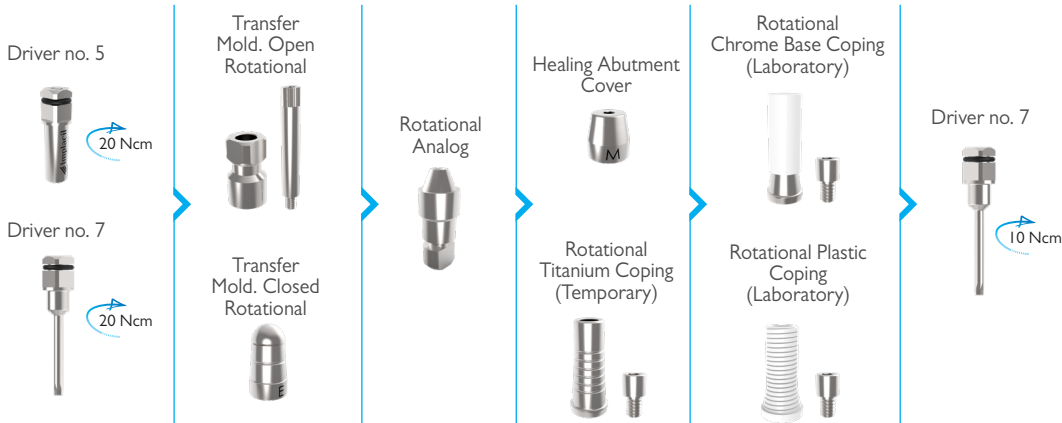 Driver no. 5
Implacil
20 Ncm
Driver no. 7
20 Ncm
Transfer
Mold. Open
Rotational
Transfer
Mold. Closed
Rotational
E
Rotational
Analog
Healing Abutment
Cover
M
Rotational
Titanium Coping
(Temporary)
Rotational
Chrome Base Coping
(Laboratory)
Rotational Plastic
Coping
(Laboratory)
Driver no. 7
10 Ncm